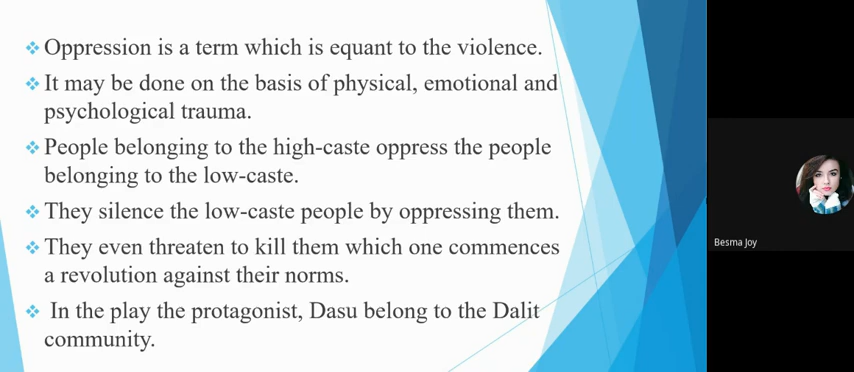 Oppression is a term which is equant to the violence.
It may be done on the basis of physical, emotional and
psychological trauma.
People belonging to the high-caste oppress the people
belonging to the low-caste.
They silence the low-caste people by oppressing them.
They even threaten to kill them which one commences
a revolution against their norms.
In the play the protagonist, Dasu belong to the Dalit
community.
Besma Joy